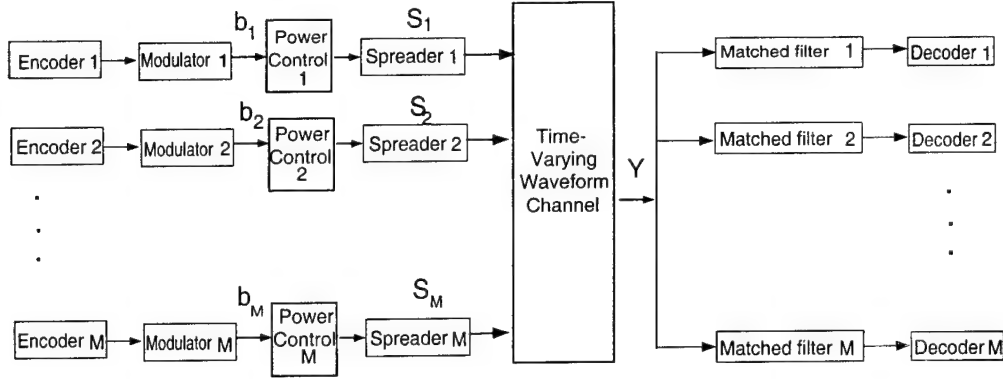 b1
S1
Encoder 1
Modulator 1
Power
Control
1
Spreader 1
Matched filter 1
Decoder 1
b2
S2
Encoder 2
Modulator 2
Power
Control
2
Spreader 2
Time-
Varying
Waveform
Channel
Y
Matched filter 2
Decoder 2
bM
SM
Encoder M
Modulator M
Power
Control
M
Spreader M
Matched filter M
Decoder M